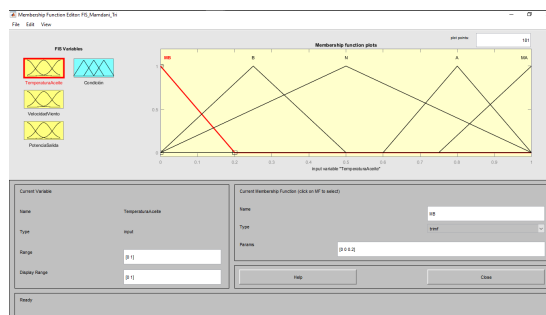 Membership Function Editor: FIS_Mamdani_Tri
File Edit View
FIS Variables
TemperaturaAceite
Condición
VelocidadViento
PotenciaSalida
Membership function plots
plot points:
181
MB
B
N
A
MA
1
0.5
0
0 0.1 0.2 0.3 0.4 0.5 0.6 0.7 0.8 0.9 1
input variable "TemperaturaAceite"
Current Variable
Name
TemperaturaAceite
Type
input
Range
[0 1]
Display Range
[0 1]
Current Membership Function (click on MF to select)
Name
MB
Type
trimf
Params
[0 0 0.2]
Help
Close
Ready